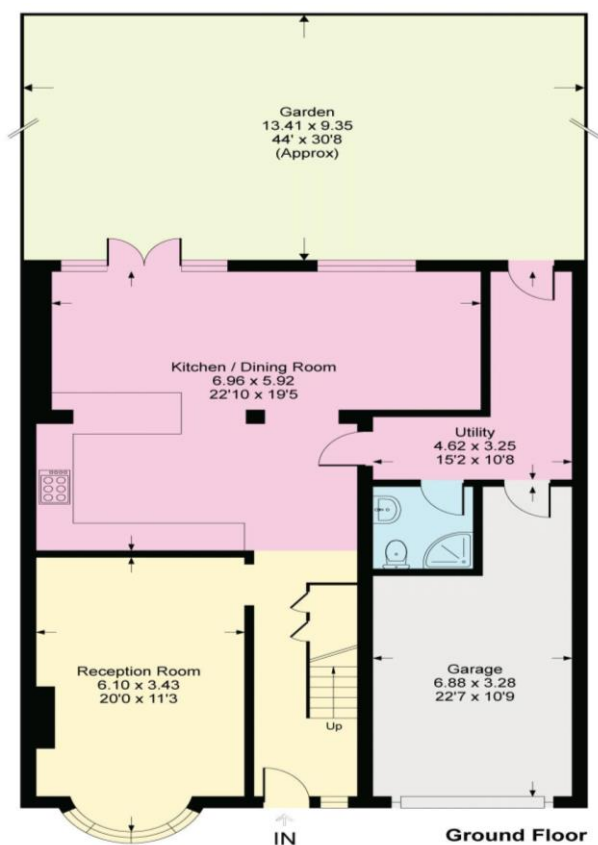 Garden
13.41 x 9.35
44' x 30'8
(Approx)
Kitchen / Dining Room
6.96 x 5.92
22'10 x 19'5
Utility
4.62 x 3.25
15'2 x 10'8
Reception Room
6.10 x 3.43
20'0 x 11'3
Garage
6.88 x 3.28
22'7 x 10'9
Up
IN
Ground Floor